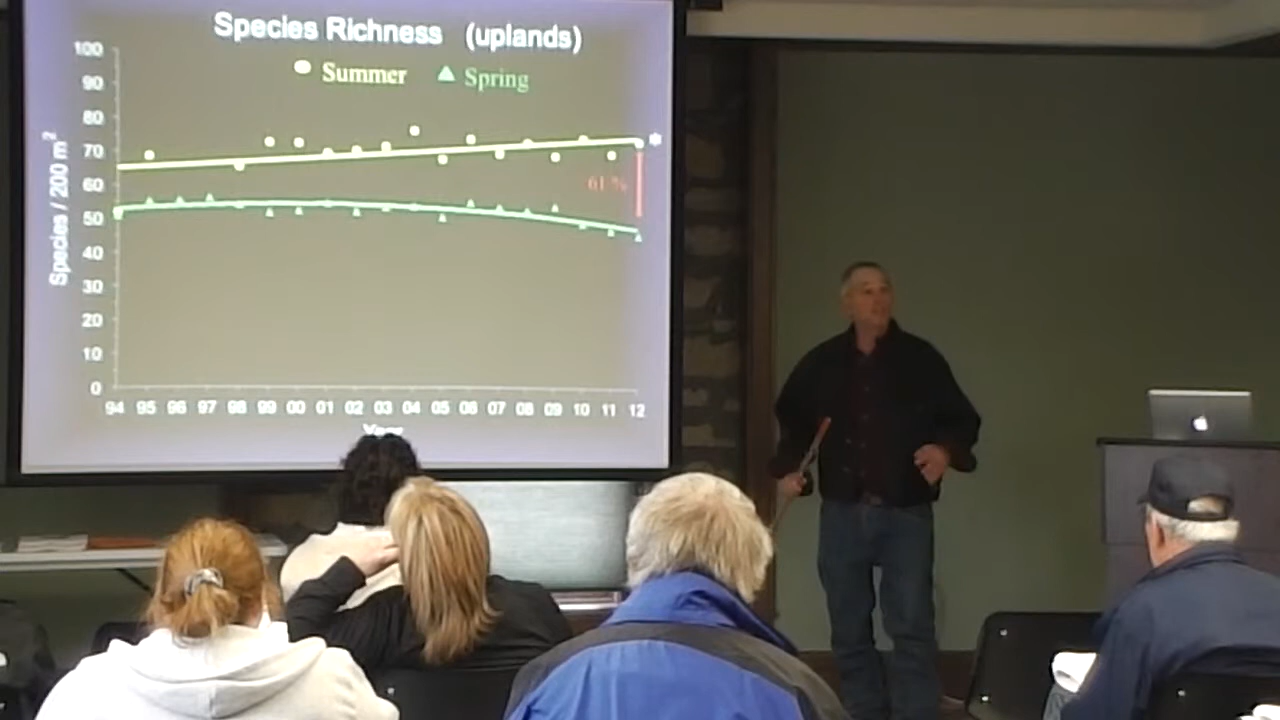 Species Richness (uplands)
Summer Spring
100
90
80
70
60
50
40
30
20
10
0
Species / 200 m²
*
61 %
94 95 96 97 98 99 00 01 02 03 04 05 06 07 08 09 10 11 12
Year